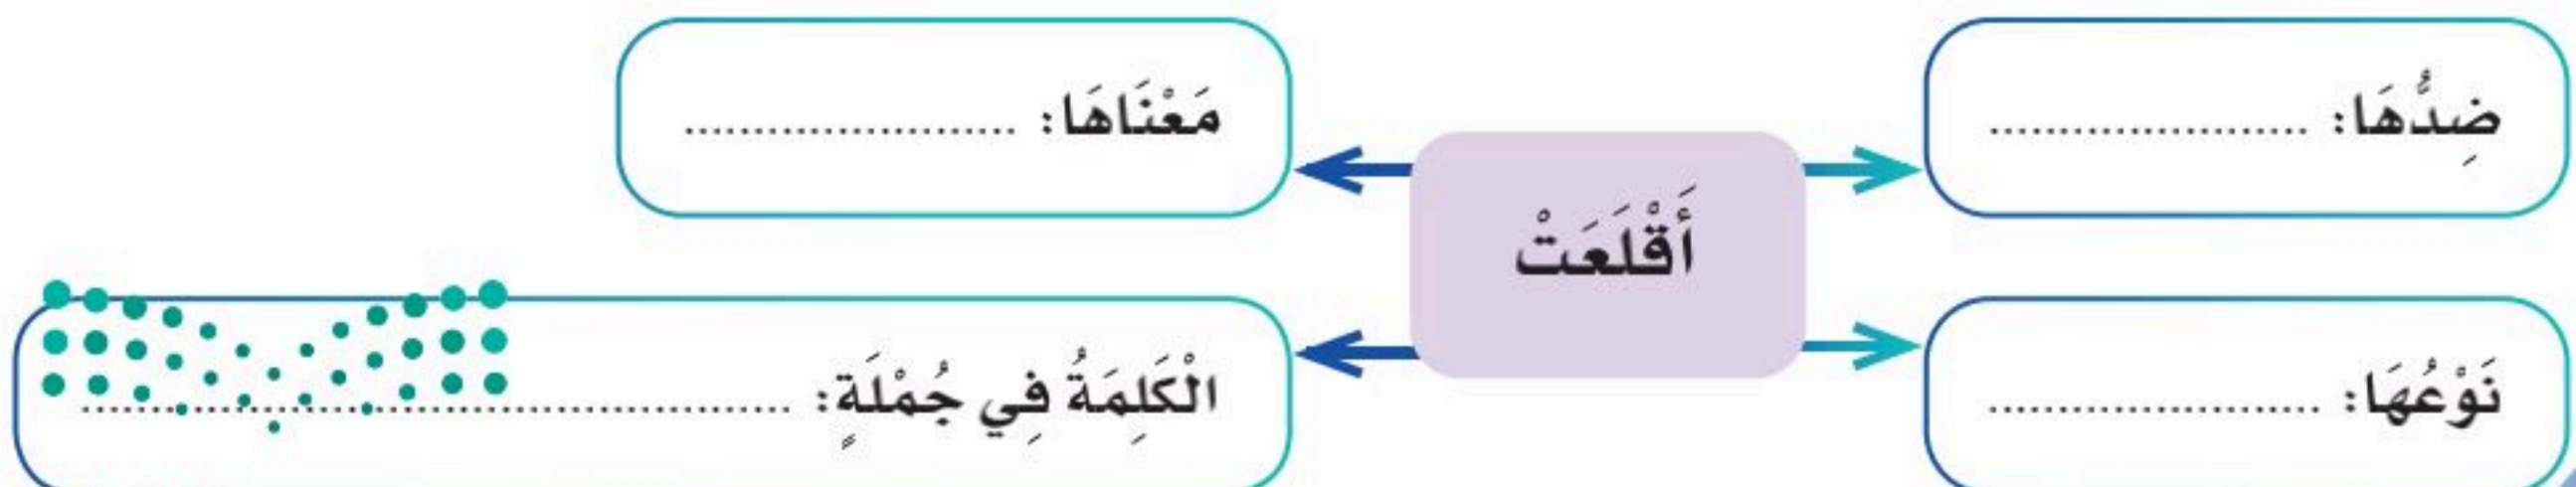 ضِدُّهَا: ......................
مَعْنَاهَا: ......................
أَقْلَعَتْ
نَوْعُهَا: ......................
الْكَلِمَةُ فِي جُمْلَةٍ: ......................